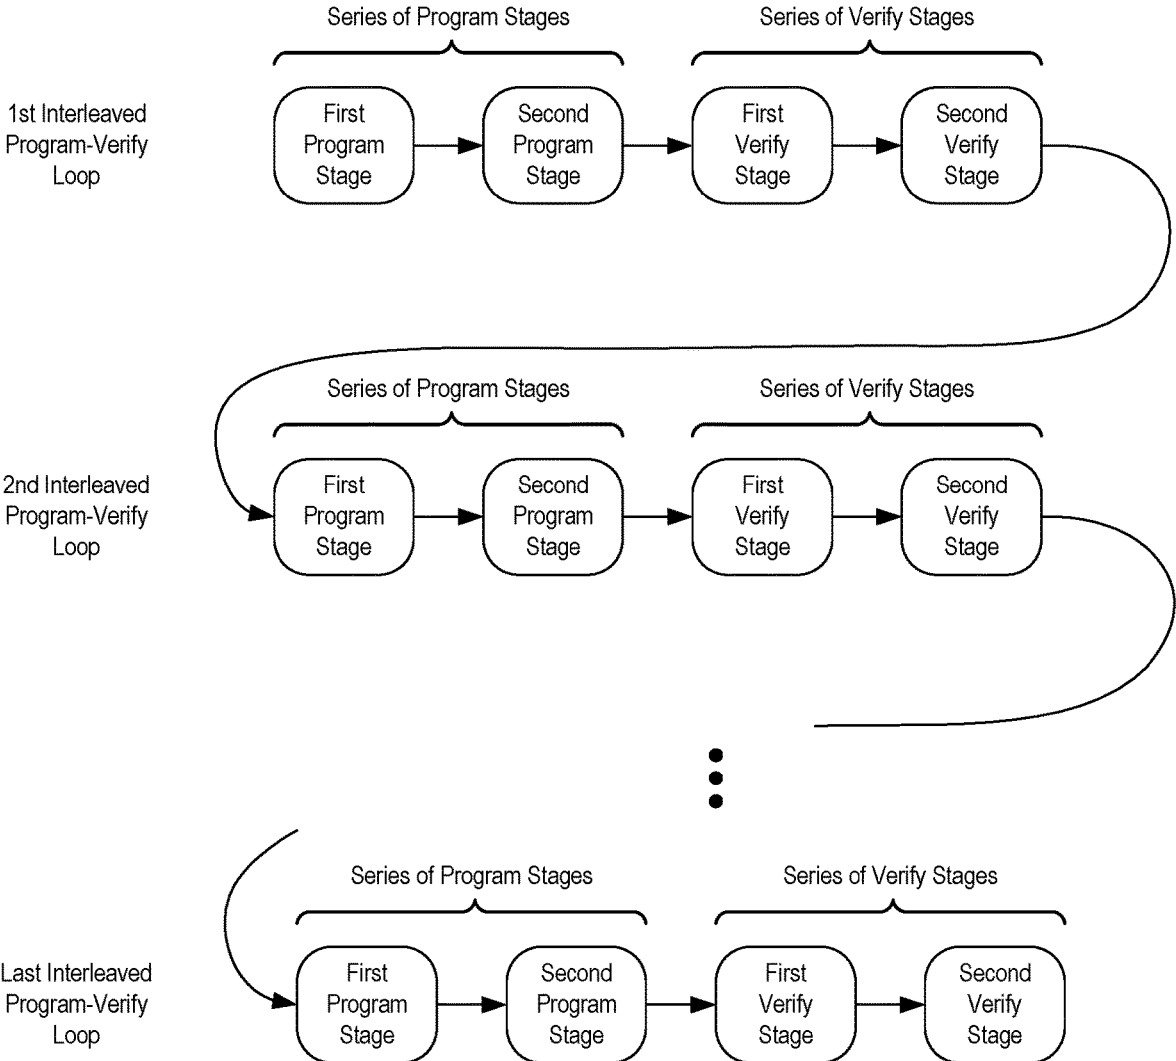 Series of Program Stages
Series of Verify Stages
1st Interleaved
Program-Verify
Loop
First
Program
Stage
Second
Program
Stage
First
Verify
Stage
Second
Verify
Stage
Series of Program Stages
Series of Verify Stages
2nd Interleaved
Program-Verify
Loop
First
Program
Stage
Second
Program
Stage
First
Verify
Stage
Second
Verify
Stage
Series of Program Stages
Series of Verify Stages
Last Interleaved
Program-Verify
Loop
First
Program
Stage
Second
Program
Stage
First
Verify
Stage
Second
Verify
Stage